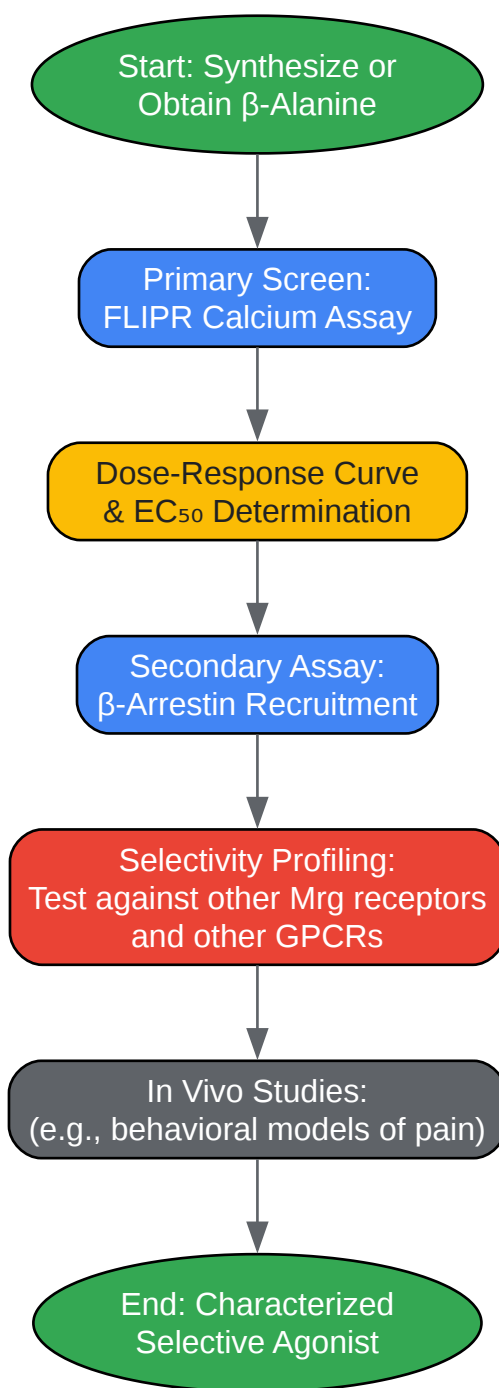 Start: Synthesize or
Obtain β-Alanine
Primary Screen:
FLIPR Calcium Assay
Dose-Response Curve
& EC₅₀ Determination
Secondary Assay:
β-Arrestin Recruitment
Selectivity Profiling:
Test against other Mrg receptors
and other GPCRs
In Vivo Studies:
(e.g., behavioral models of pain)
End: Characterized
Selective Agonist